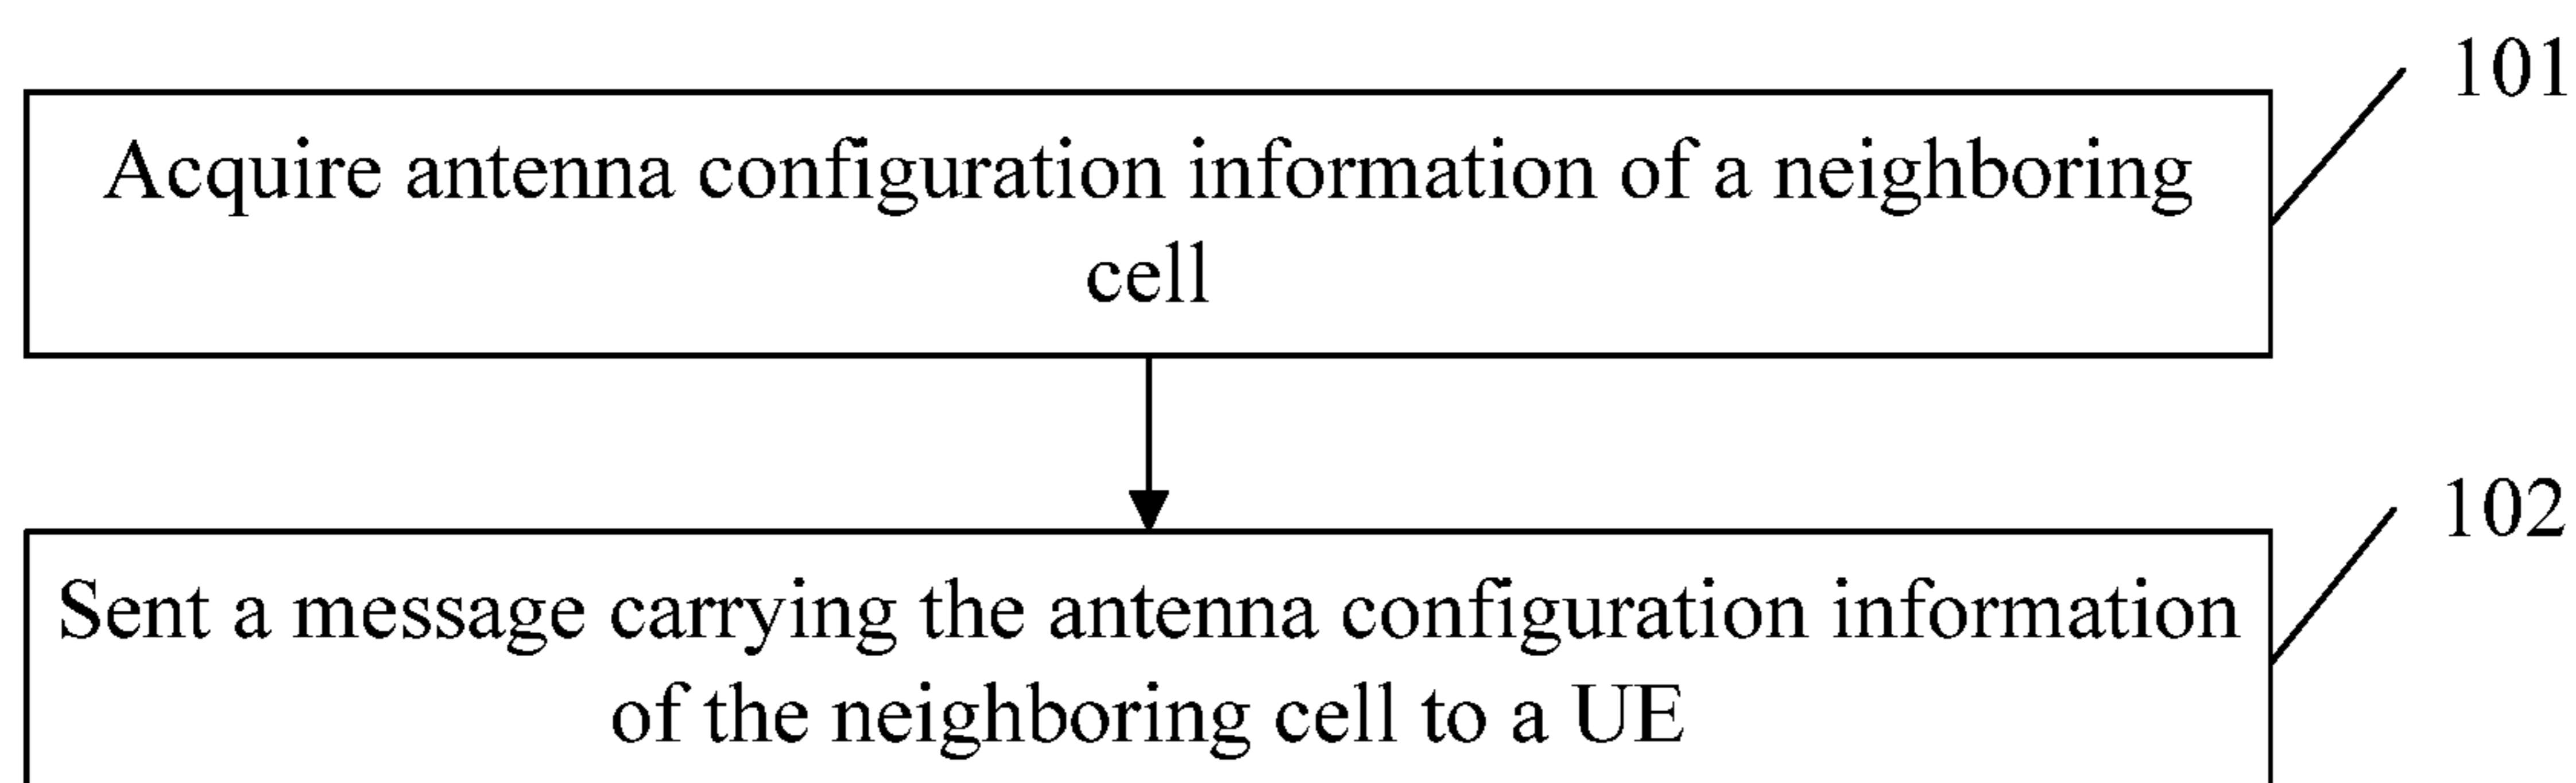 101
Acquire antenna configuration information of a neighboring
cell
102
Sent a message carrying the antenna configuration information
of the neighboring cell to a UE